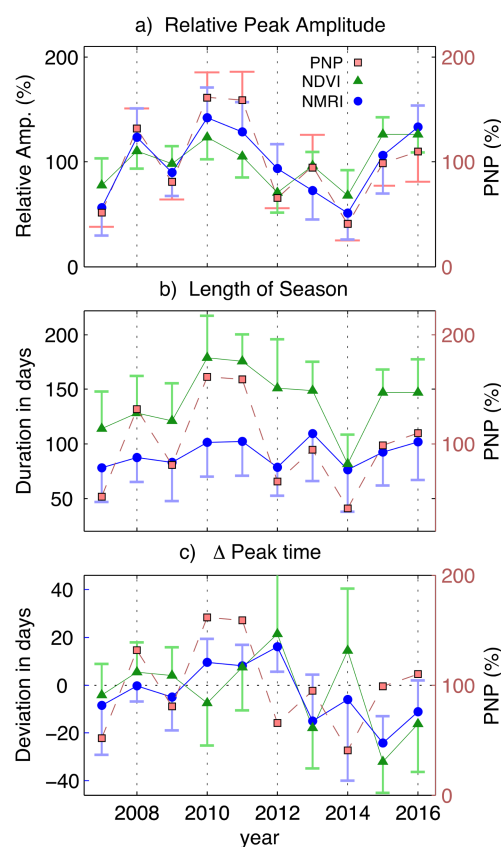 a) Relative Peak Amplitude
200
100
0
Relative Amp. (%)
PNP
NDVI
NMRI
200
100
0
PNP (%)
b) Length of Season
200
150
100
50
Duration in days
200
100
0
PNP (%)
c) Δ Peak time
40
20
0
−20
−40
Deviation in days
200
100
0
PNP (%)
2008 2010 2012 2014 2016
year